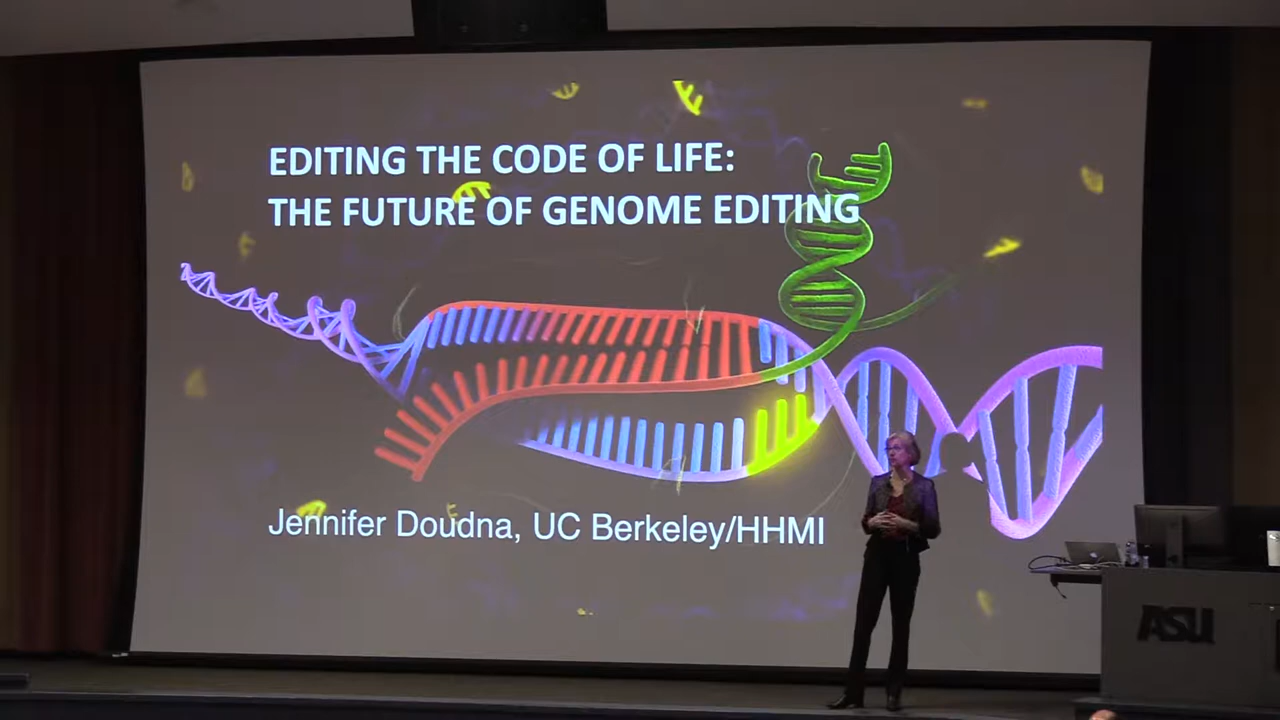 EDITING THE CODE OF LIFE:
THE FUTURE OF GENOME EDITING
Jennifer Doudna, UC Berkeley/HHMI
ASU